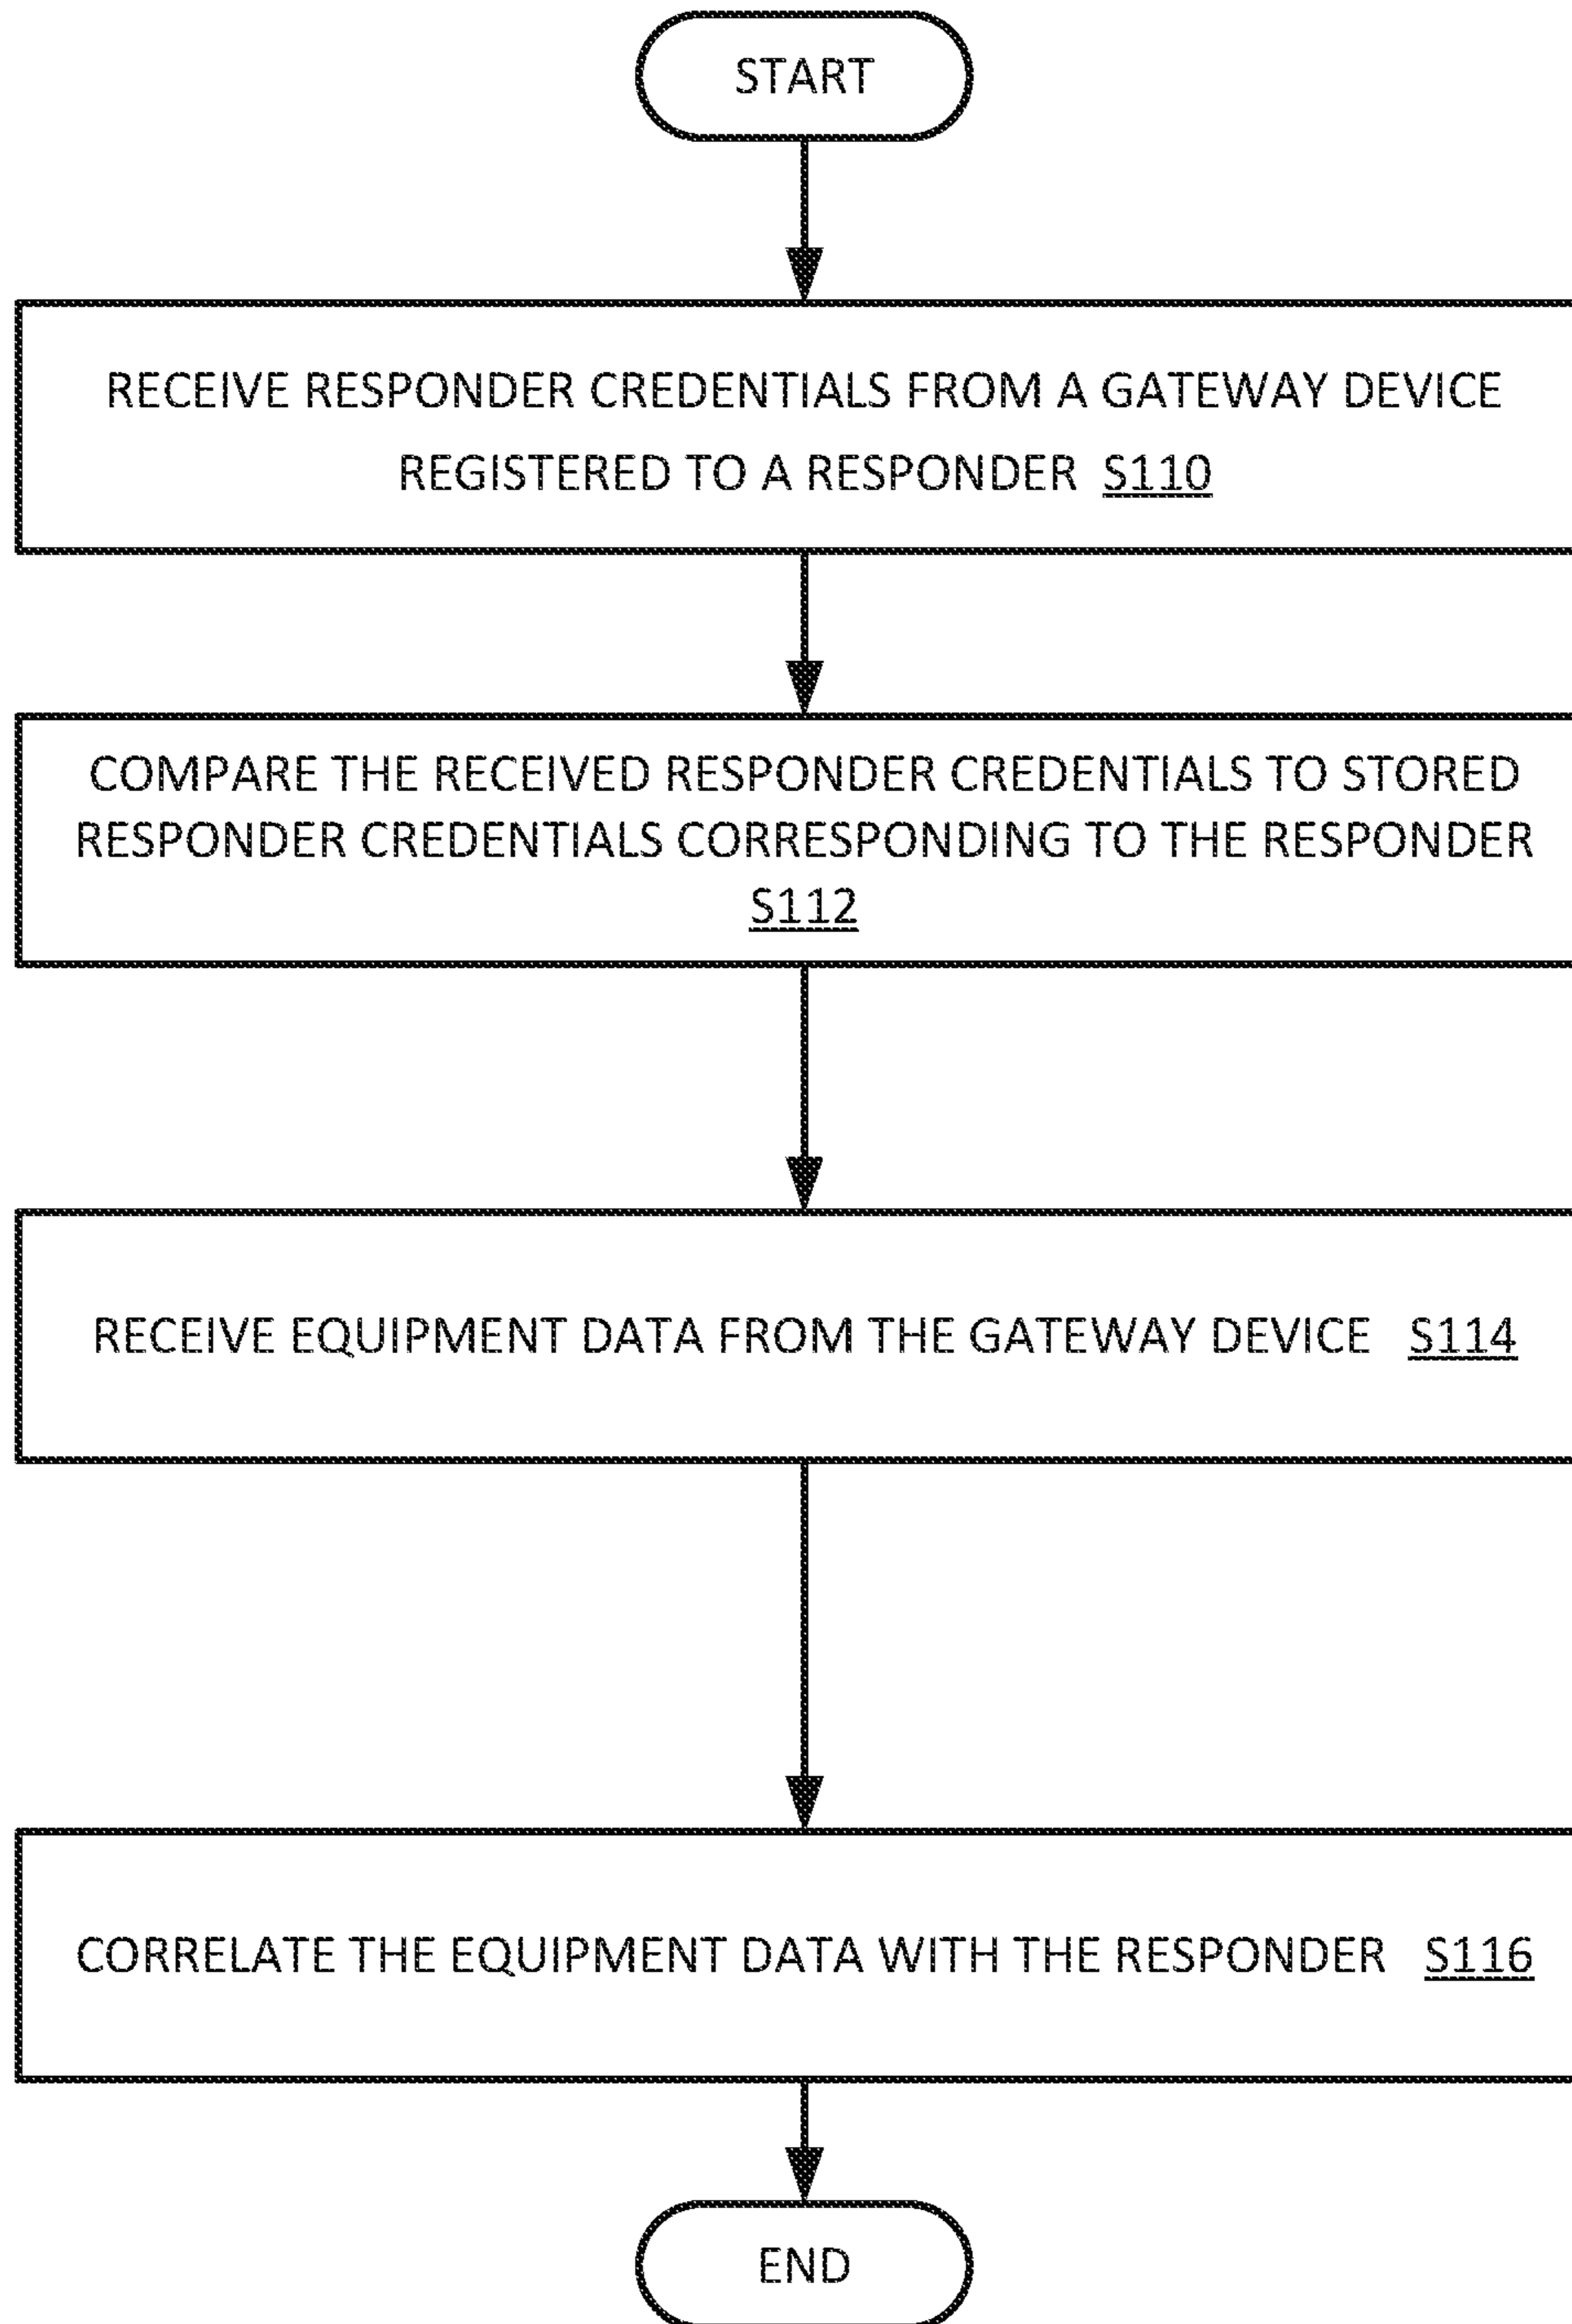 START
RECEIVE RESPONDER CREDENTIALS FROM A GATEWAY DEVICE
REGISTERED TO A RESPONDER S110
COMPARE THE RECEIVED RESPONDER CREDENTIALS TO STORED
RESPONDER CREDENTIALS CORRESPONDING TO THE RESPONDER
S112
RECEIVE EQUIPMENT DATA FROM THE GATEWAY DEVICE S114
CORRELATE THE EQUIPMENT DATA WITH THE RESPONDER S116
END